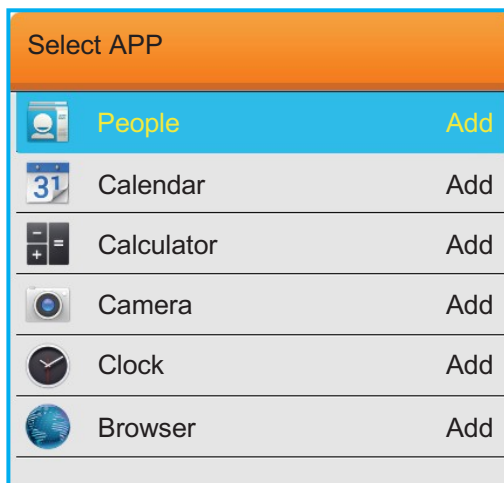 Select APP
People Add
31 Calendar Add
Calculator Add
Camera Add
Clock Add
Browser Add